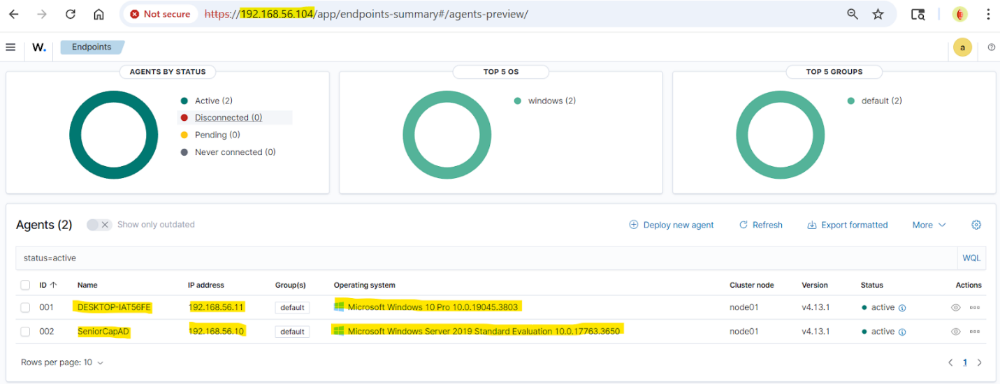 Not secure https://192.168.56.104/app/endpoints-summary#/agents-preview/
W. Endpoints a
AGENTS BY STATUS
Active (2)
Disconnected (0)
Pending (0)
Never connected (0)
TOP 5 OS
windows (2)
TOP 5 GROUPS
default (2)
Agents (2) Show only outdated Deploy new agent Refresh Export formatted More
status=active WQL
ID Name IP address Group(s) Operating system Cluster node Version Status Actions
001 DESKTOP-IAT56FE 192.168.56.11 default Microsoft Windows 10 Pro 10.0.19045.3803 node01 v4.13.1 active
002 SeniorCapAD 192.168.56.10 default Microsoft Windows Server 2019 Standard Evaluation 10.0.17763.3650 node01 v4.13.1 active
Rows per page: 10 1